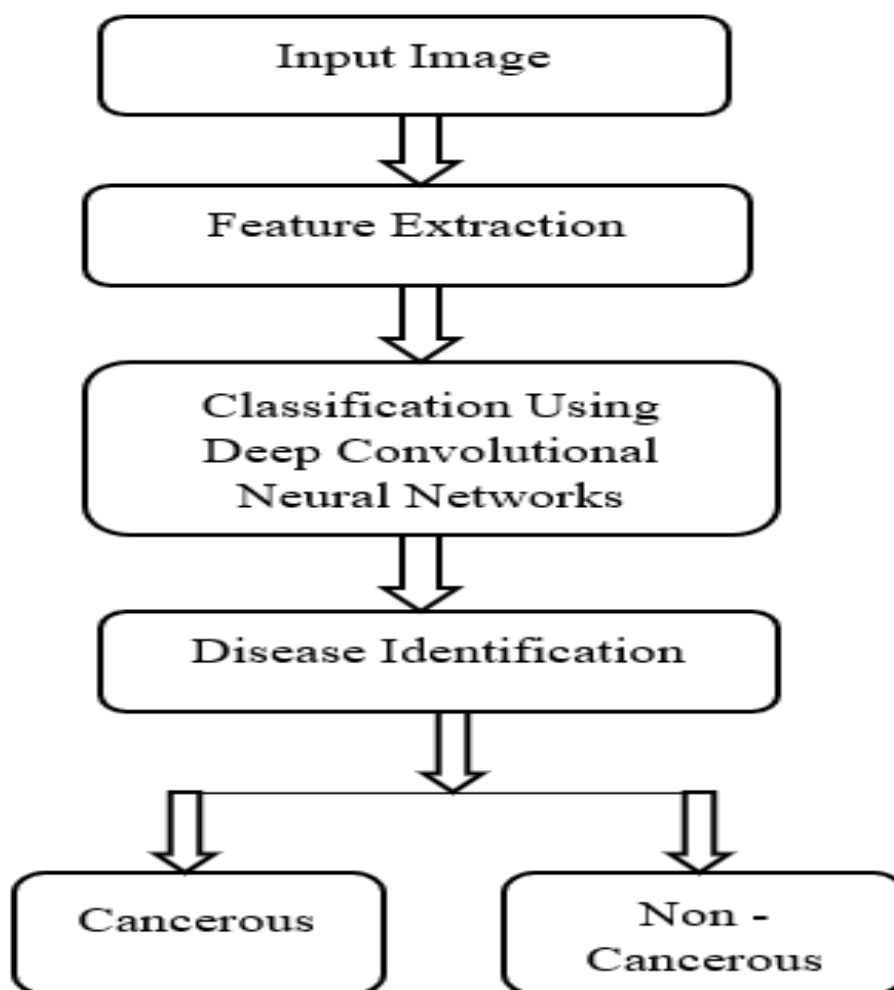 Input Image
Feature Extraction
Classification Using
Deep Convolutional
Neural Networks
Disease Identification
Cancerous
Non -
Cancerous